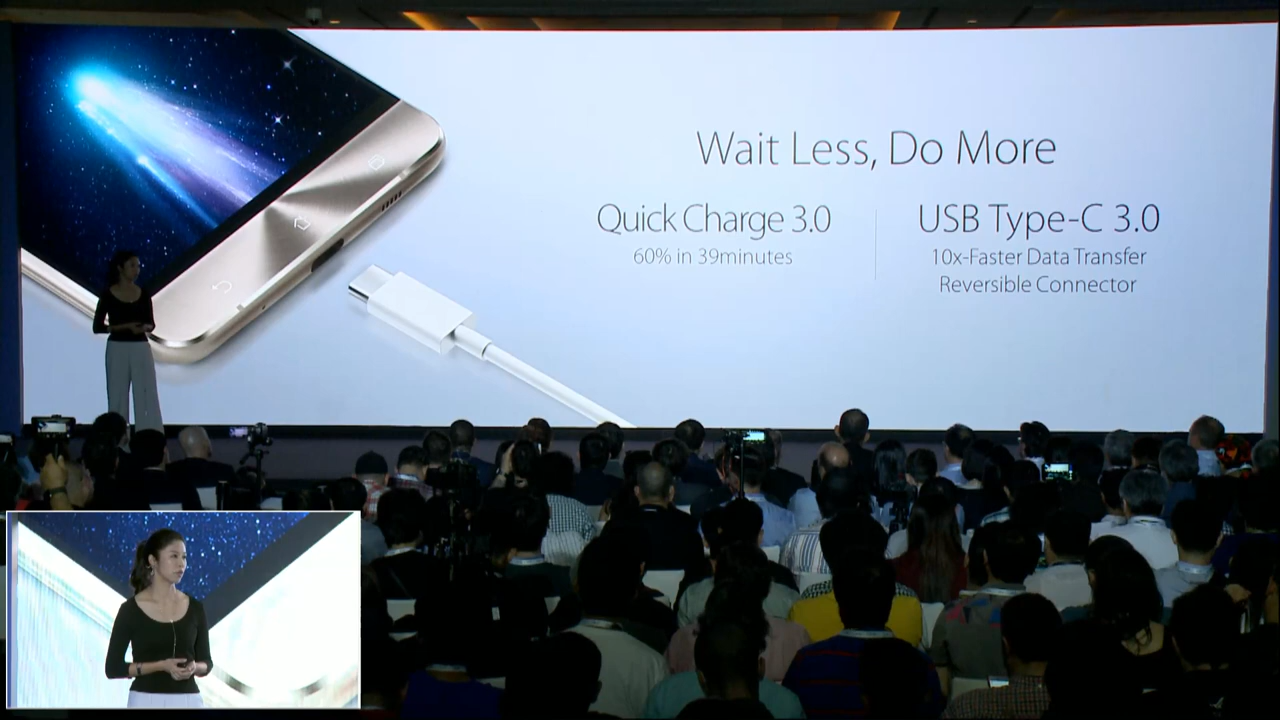 Wait Less, Do More
Quick Charge 3.0
60% in 39minutes
USB Type-C 3.0
10x-Faster Data Transfer
Reversible Connector